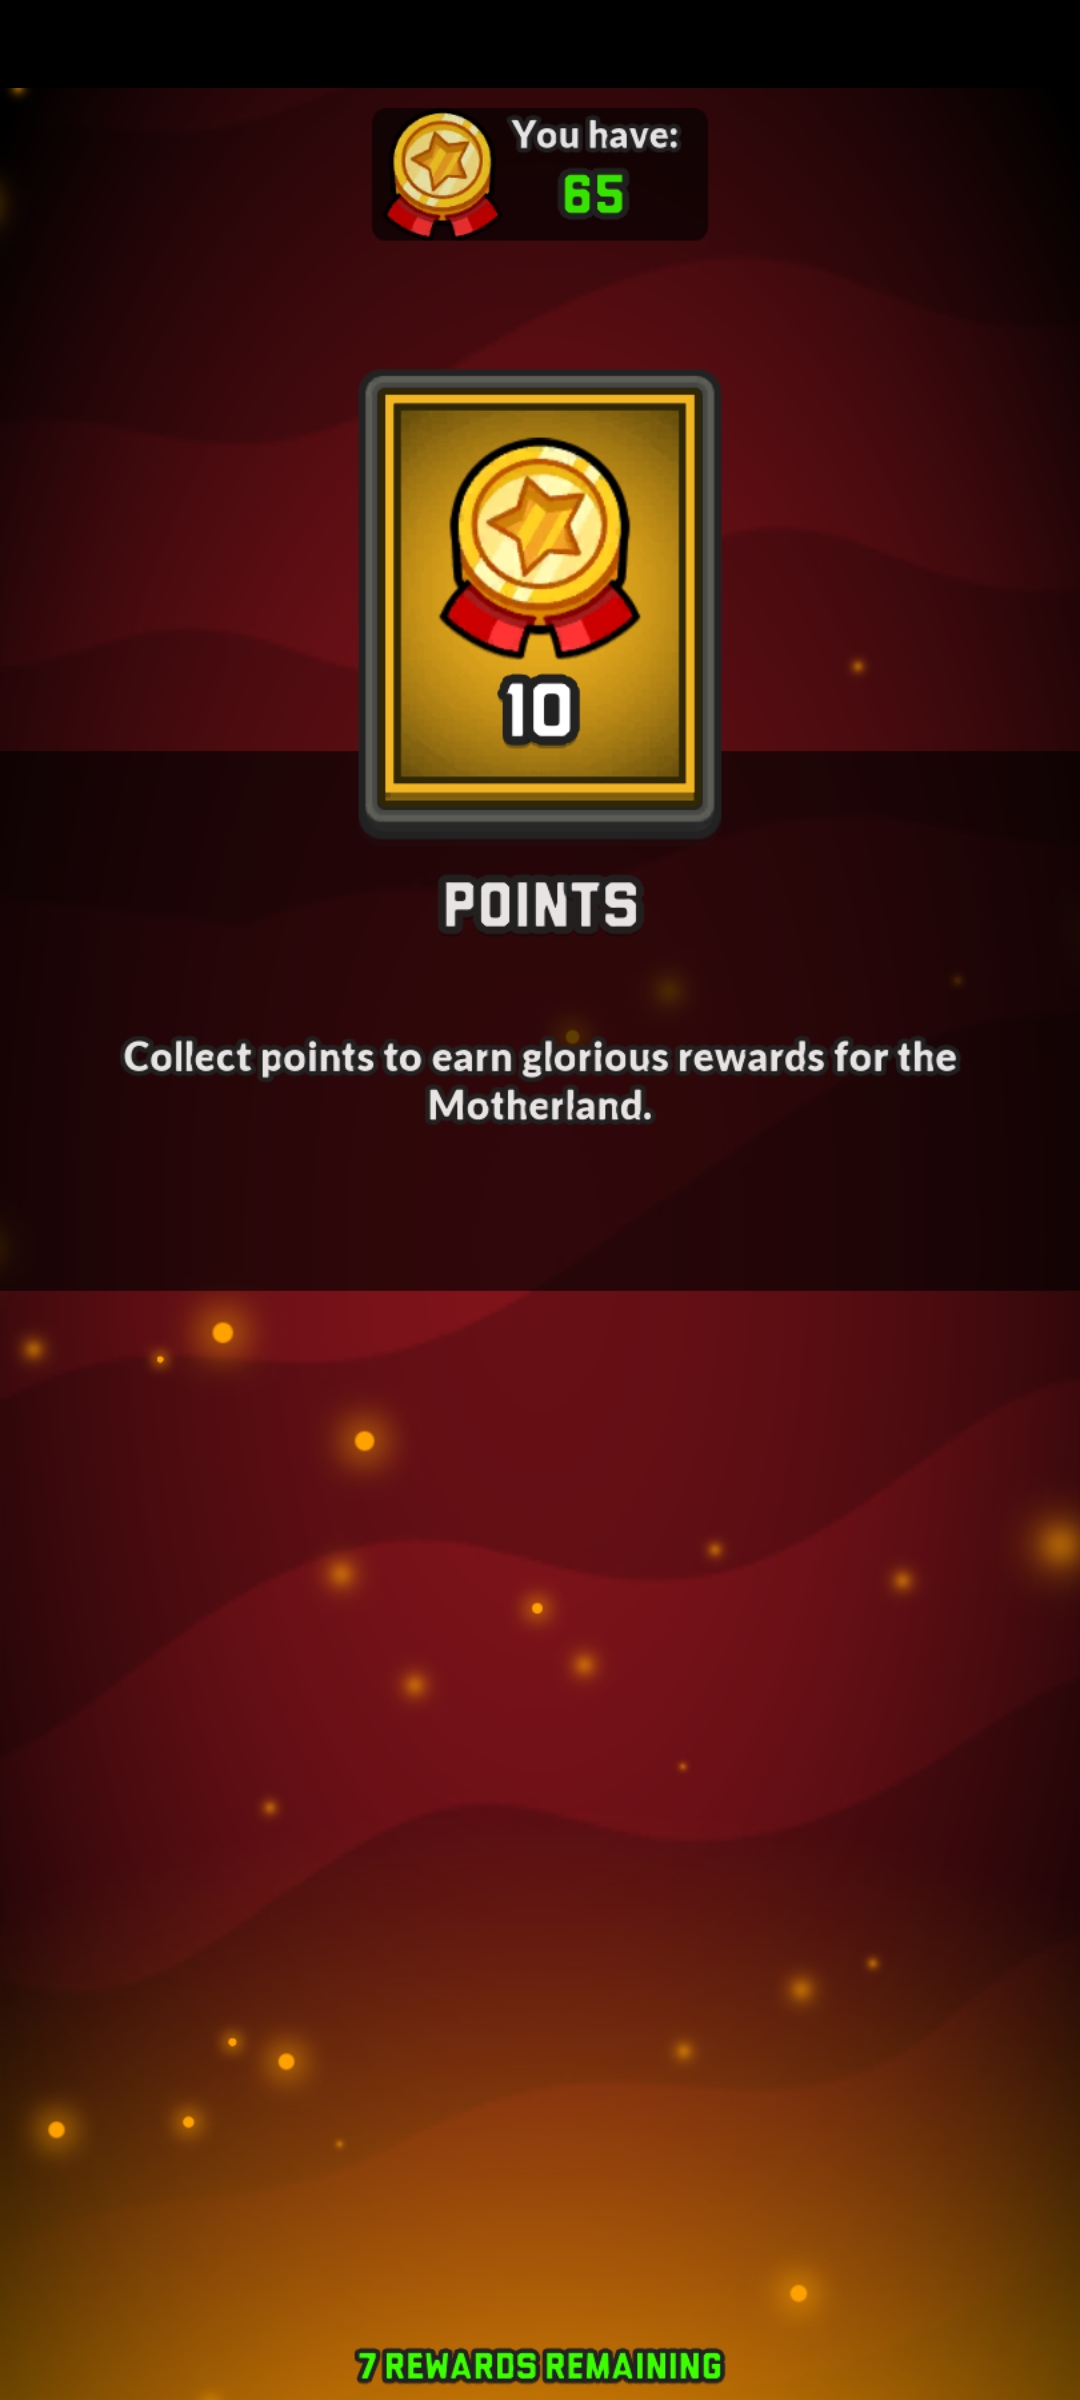 You have:
65
10
POINTS
Collect points to earn glorious rewards for the
Motherland.
7 REWARDS REMAINING